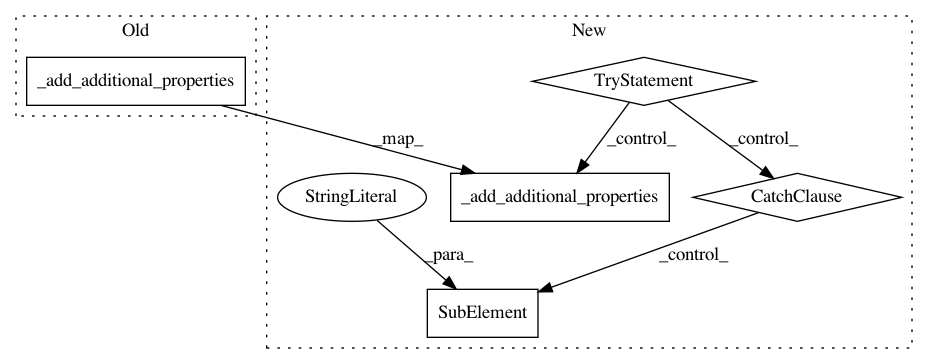 Old
New
_add_additional_properties
TryStatement
_map_
_control_
_control_
StringLiteral
_add_additional_properties
CatchClause
_para_
_control_
SubElement